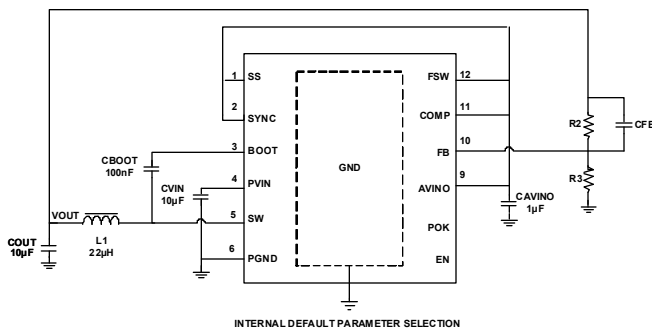 1 SS FSW 12
2 SYNC COMP 11
3 BOOT FB 10
4 PVIN AVINO 9
5 SW POK
6 PGND EN
GND
CBOOT
100nF
CVIN
10µF
VOUT
L1
22µH
COUT
10µF
R2
R3
CFB
CAVINO
1µF
INTERNAL DEFAULT PARAMETER SELECTION